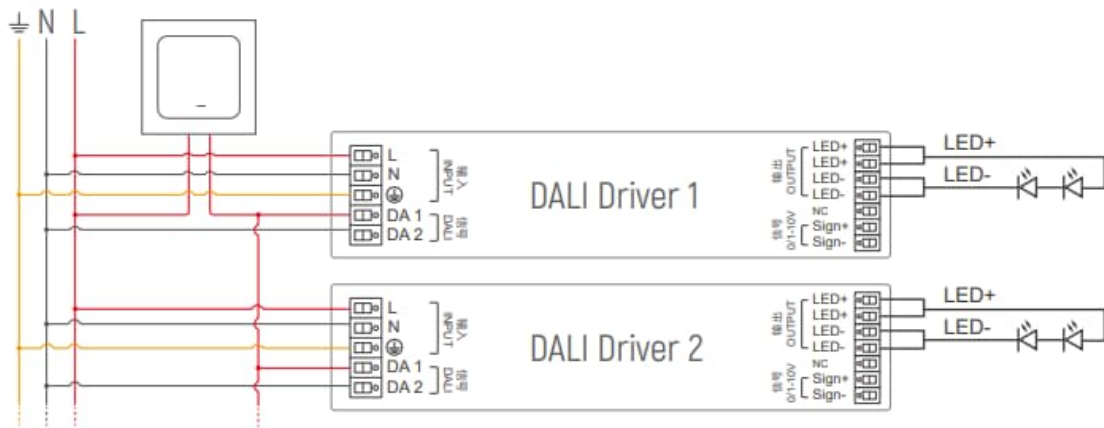 N L
L
N
DA 1
DA 2
输入
INPUT
信号
DALI
DALI Driver 1
输出
OUTPUT
信号
0/1-10V
LED+
LED+
LED-
LED-
NC
Sign+
Sign-
LED+
LED-
L
N
DA 1
DA 2
输入
INPUT
信号
DALI
DALI Driver 2
输出
OUTPUT
信号
0/1-10V
LED+
LED+
LED-
LED-
NC
Sign+
Sign-
LED+
LED-